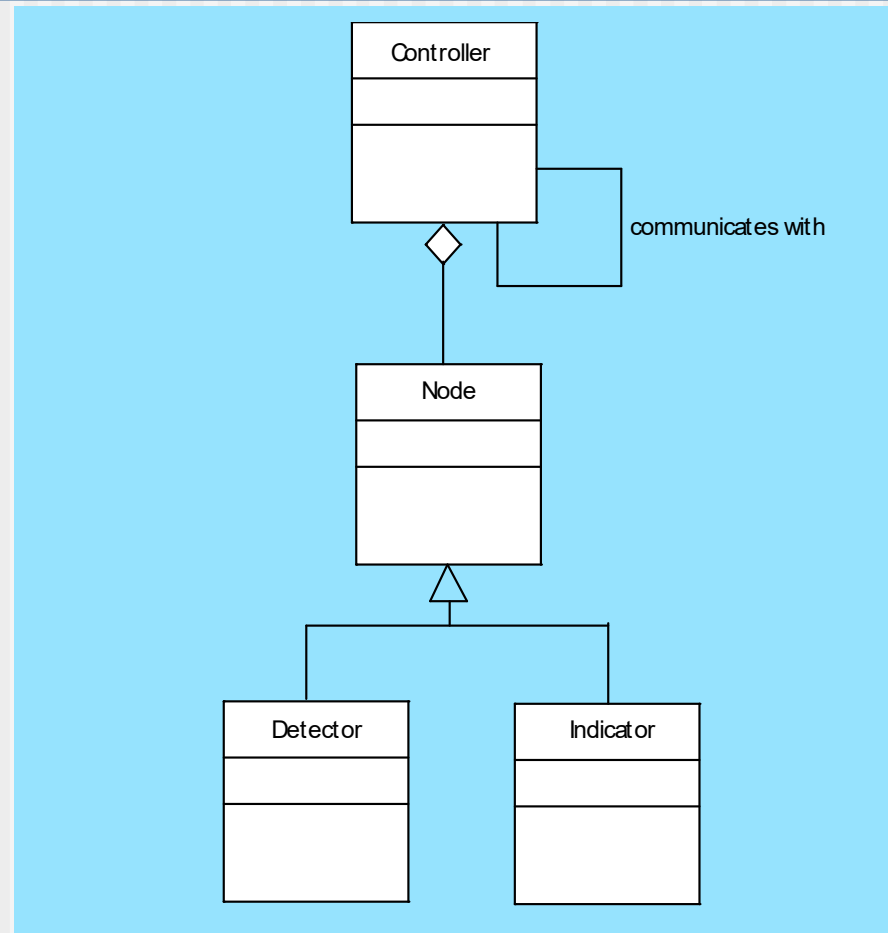 Controller
communicates with
Node
Detector
Indicator